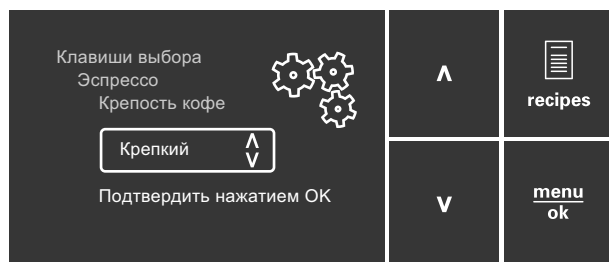 Клавиши выбора
Эспрессо
Крепость кофе
Крепкий
Подтвердить нажатием OK
recipes
menu
ok